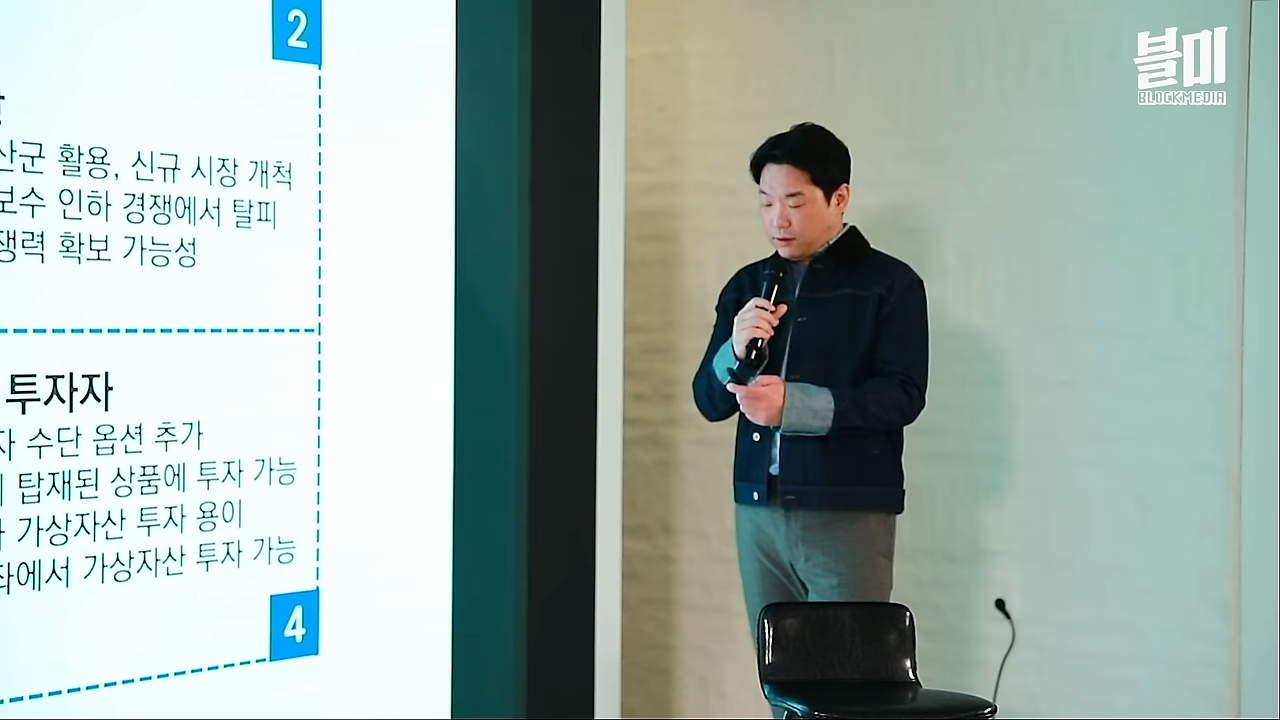 2
산군 활용, 신규 시장 개척
보수 인하 경쟁에서 탈피
쟁력 확보 가능성
투자자
자 수단 옵션 추가
탑재된 상품에 투자 가능
가상자산 투자 용이
좌에서 가상자산 투자 가능
4
블미
BLOCKMEDIA